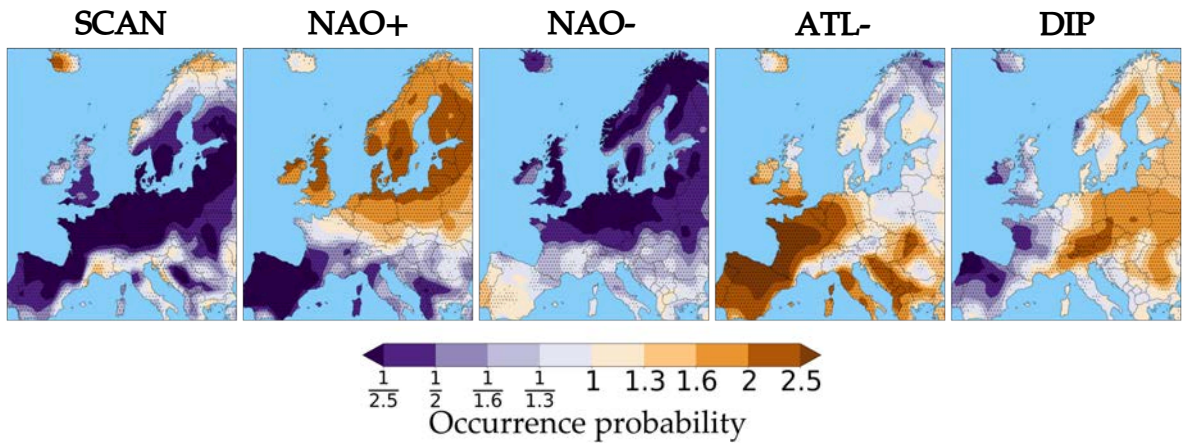 SCAN NAO+ NAO- ATL- DIP
1/2.5 1/2 1/1.6 1/1.3 1 1.3 1.6 2 2.5
Occurrence probability